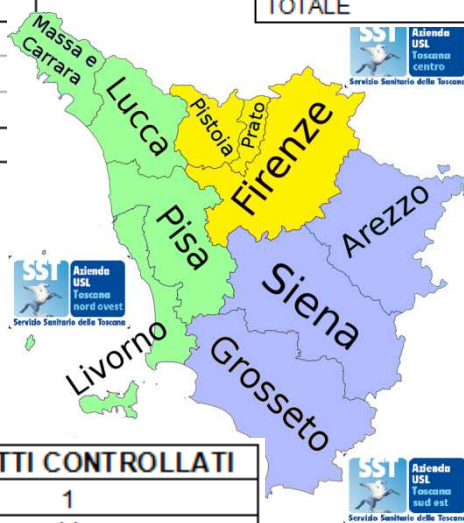 TOTALE
SST Azienda
USL
Toscana
centro
Servizio Sanitario della Toscana
Massa e
Carrara
Lucca
Pistoia
Prato
Firenze
Pisa
Arezzo
Siena
SST Azienda
USL
Toscana
nord ovest
Servizio Sanitario della Toscana
Livorno
Grosseto
TTI CONTROLLATI
1
SST Azienda
USL
Toscana
sud est
Servizio Sanitario della Toscana